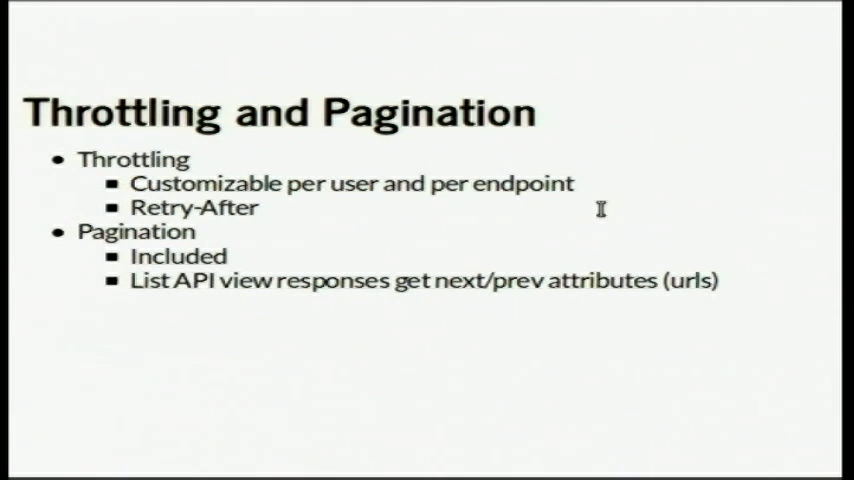 Throttling and Pagination
• Throttling
▪ Customizable per user and per endpoint
▪ Retry-After
• Pagination
▪ Included
▪ List API view responses get next/prev attributes (urls)